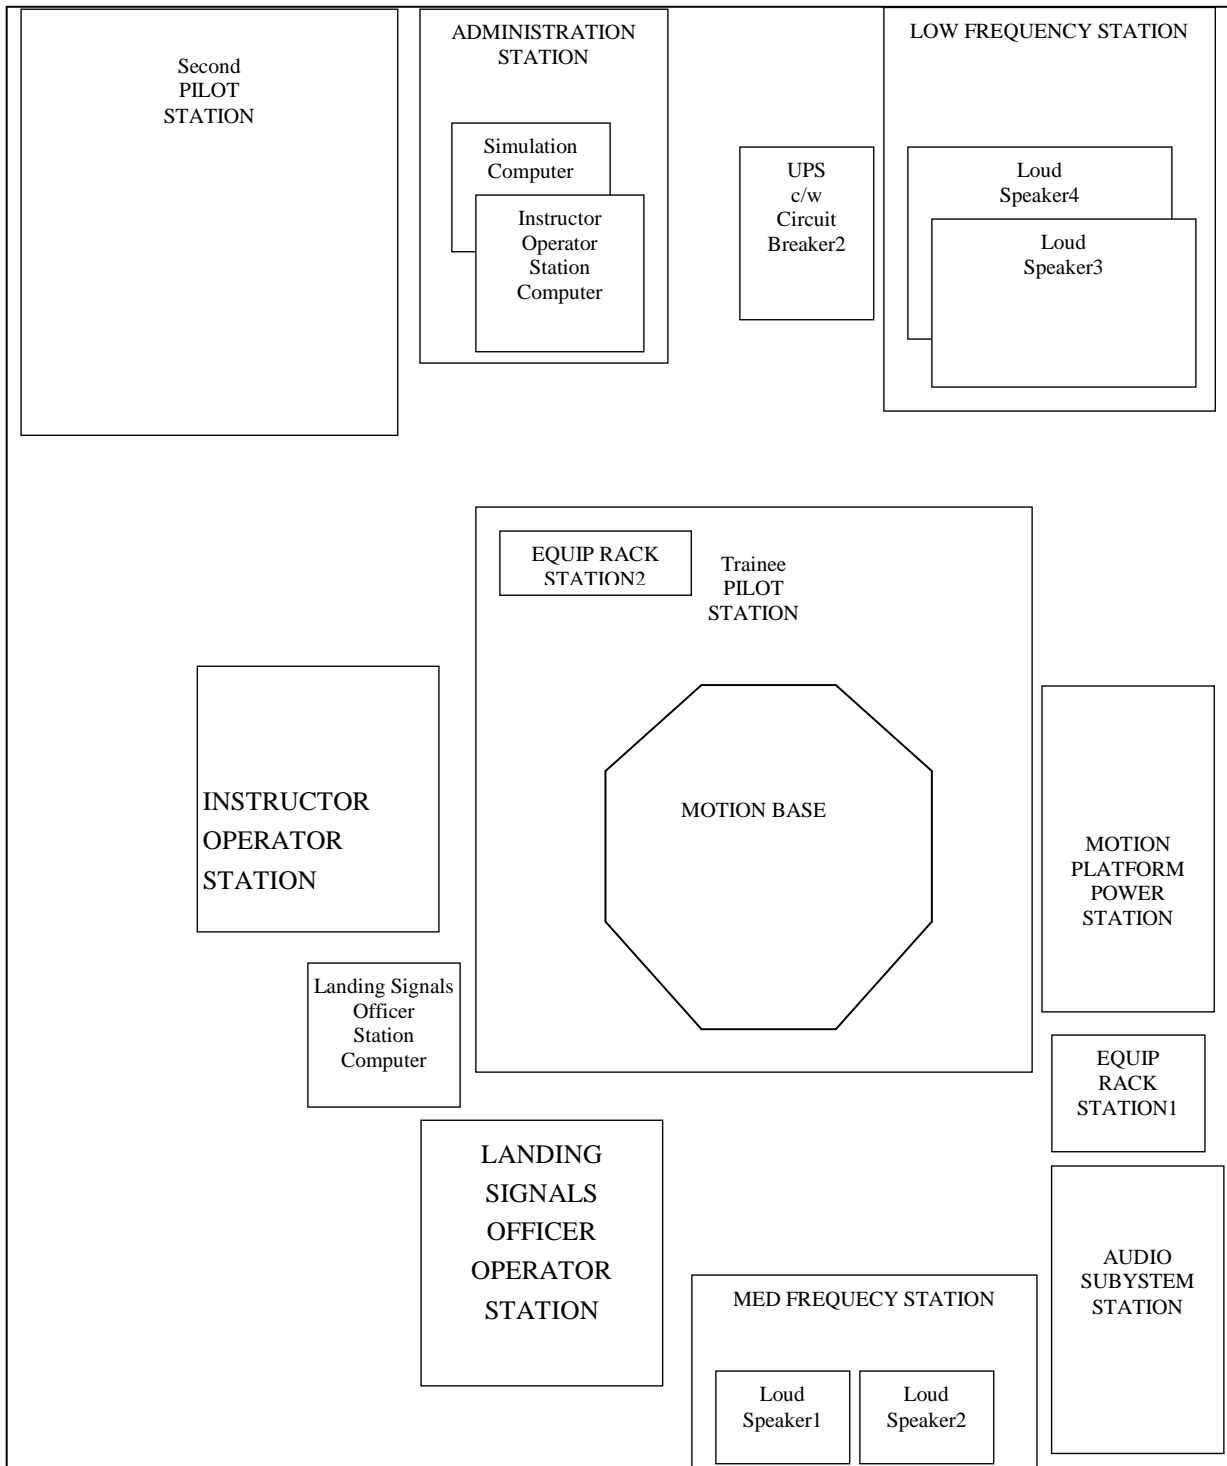 Second
PILOT
STATION
ADMINISTRATION
STATION
Simulation
Computer
Instructor
Operator
Station
Computer
UPS
c/w
Circuit
Breaker2
LOW FREQUENCY STATION
Loud
Speaker4
Loud
Speaker3
EQUIP RACK
STATION2
Trainee
PILOT
STATION
MOTION BASE
INSTRUCTOR
OPERATOR
STATION
MOTION
PLATFORM
POWER
STATION
Landing Signals
Officer
Station
Computer
EQUIP
RACK
STATION1
LANDING
SIGNALS
OFFICER
OPERATOR
STATION
AUDIO
SUBYSTEM
STATION
MED FREQUECY STATION
Loud
Speaker1
Loud
Speaker2